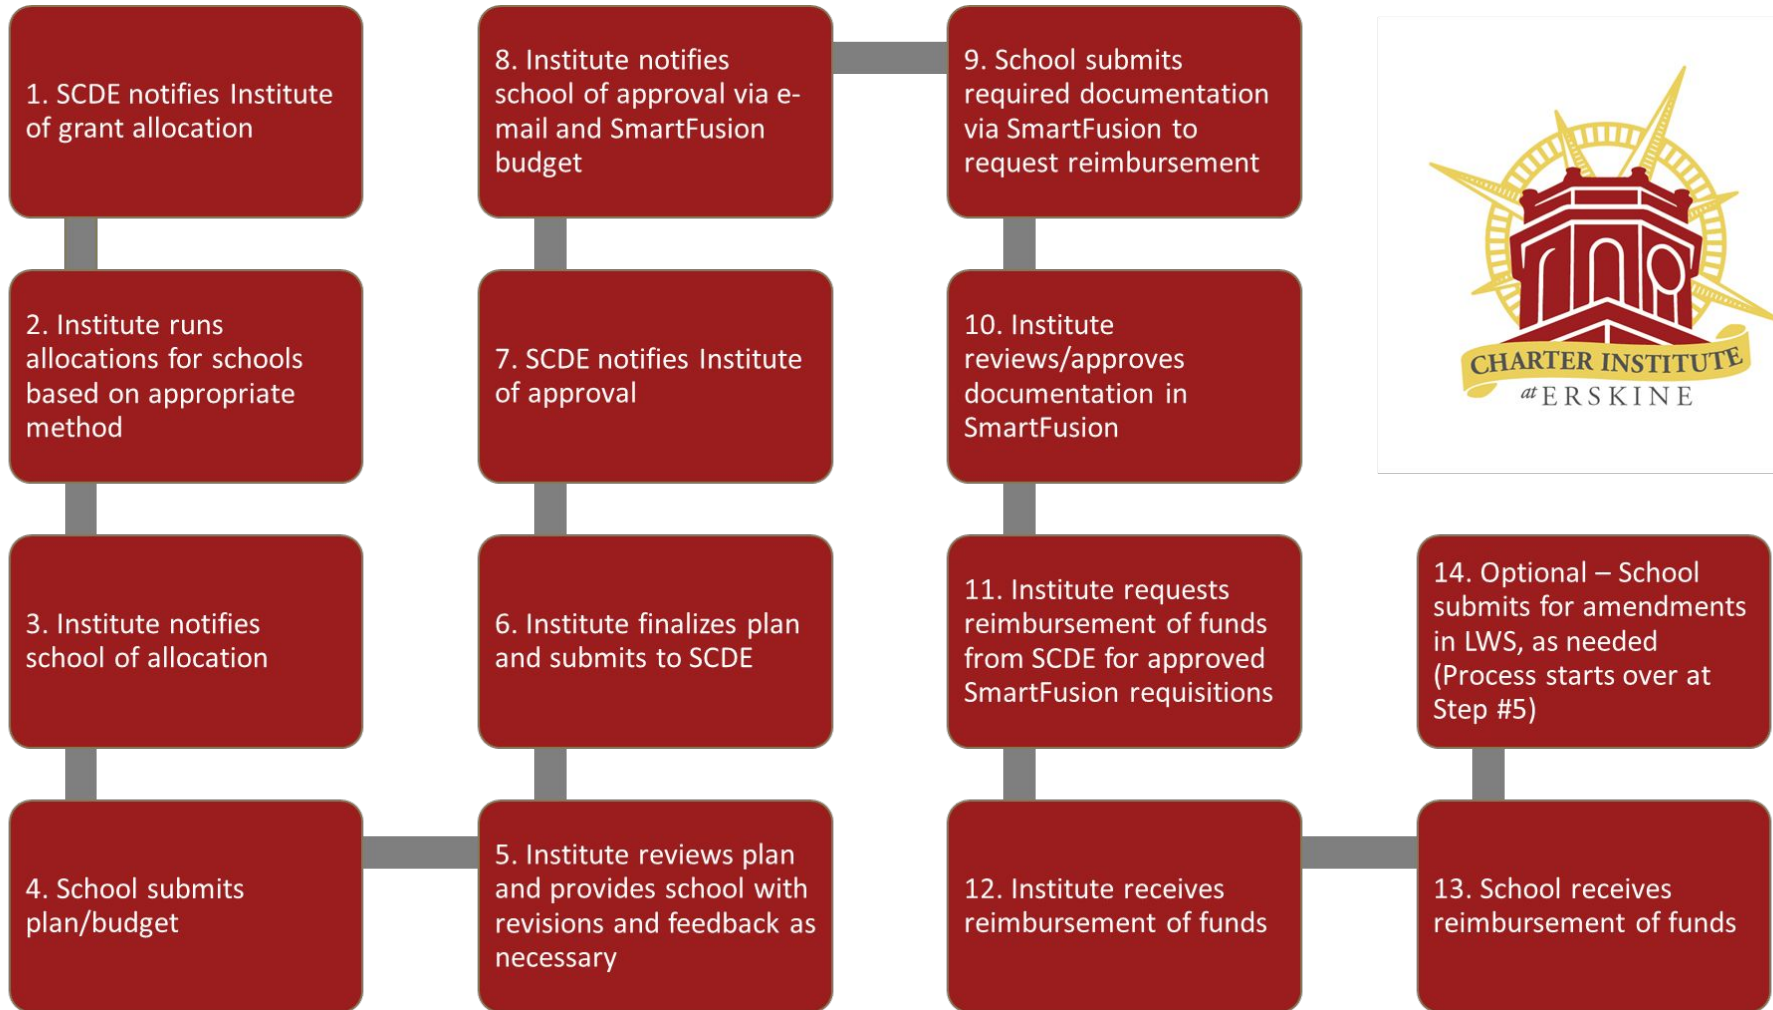 1. SCDE notifies Institute
of grant allocation
2. Institute runs
allocations for schools
based on appropriate
method
3. Institute notifies
school of allocation
4. School submits
plan/budget
5. Institute reviews plan
and provides school with
revisions and feedback as
necessary
6. Institute finalizes plan
and submits to SCDE
7. SCDE notifies Institute
of approval
8. Institute notifies
school of approval via e-
mail and SmartFusion
budget
9. School submits
required documentation
via SmartFusion to
request reimbursement
10. Institute
reviews/approves
documentation in
SmartFusion
11. Institute requests
reimbursement of funds
from SCDE for approved
SmartFusion requisitions
12. Institute receives
reimbursement of funds
13. School receives
reimbursement of funds
14. Optional – School
submits for amendments
in LWS, as needed
(Process starts over at
Step #5)
CHARTER INSTITUTE
at ERSKINE